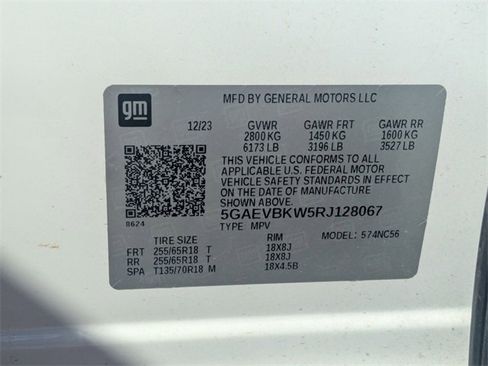 gm
MFD BY GENERAL MOTORS LLC
12/23 GVWR GAWR FRT GAWR RR
2800 KG 1450 KG 1600 KG
6173 LB 3196 LB 3527 LB
THIS VEHICLE CONFORMS TO ALL
APPLICABLE U.S. FEDERAL MOTOR
VEHICLE SAFETY STANDARDS IN EFFECT
ON THE DATE OF MANUFACTURE
SHOWN ABOVE.
5GAEVBKW5RJ128067
8624
TYPE: MPV MODEL: 574NC56
TIRE SIZE RIM
FRT 255/65R18 T 18X8J
RR 255/65R18 T 18X8J
SPA T135/70R18 M 18X4.5B